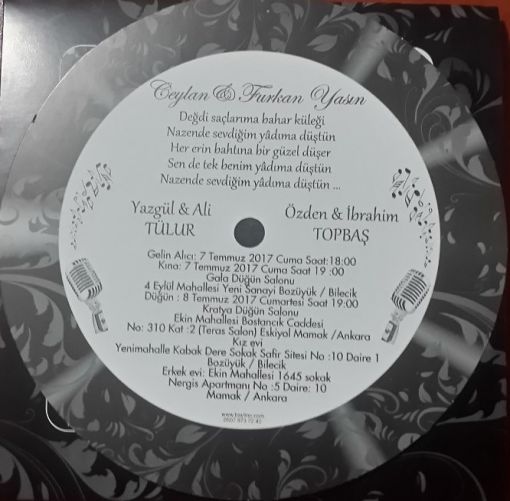 Ceylan & Furkan Yasin
Değdi saçlarıma bahar küleği
Nazende sevdiğim yâdıma düştün
Her erin bahtına bir güzel düşer
Sen de tek benim yâdıma düştün
Nazende sevdiğim yâdıma düştün ...
Yazgül & Ali
TÜLUR
Özden & İbrahim
TOPBAŞ
Gelin Alıcı: 7 Temmuz 2017 Cuma Saat:18:00
Kına: 7 Temmuz 2017 Cuma Saat 19 :00
Gala Düğün Salonu
4 Eylül Mahallesi Yeni Sanayi Bozüyük / Bilecik
Düğün : 8 Temmuz 2017 Cumartesi Saat 19:00
Kratya Düğün Salonu
Ekin Mahallesi Bostancık Caddesi
No: 310 Kat :2 (Teras Salon) Eskiyol Mamak /Ankara
Kız evi
Yenimahalle Kabak Dere Sokak Safir Sitesi No :10 Daire 1
Bozüyük / Bilecik
Erkek evi: Ekin Mahallesi 1645 sokak
Nergis Apartmanı No :5 Daire: 10
Mamak / Ankara